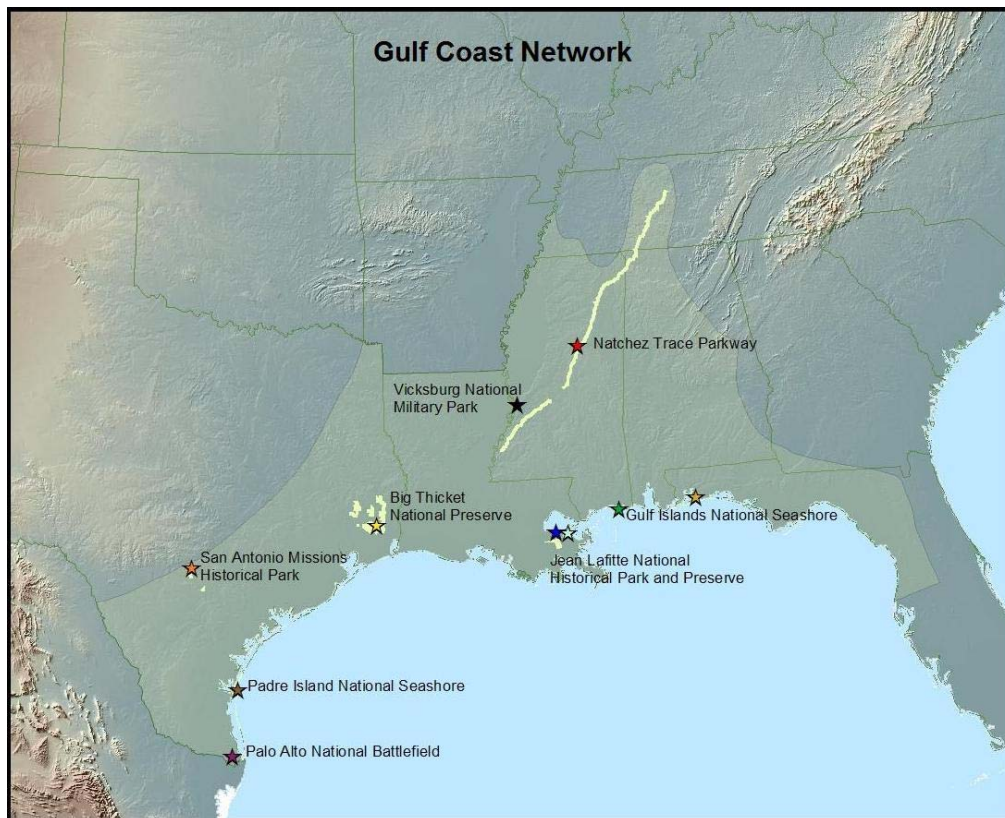 Gulf Coast Network
Natchez Trace Parkway
Vicksburg National
Military Park
Big Thicket
National Preserve
Gulf Islands National Seashore
San Antonio Missions
Historical Park
Jean Lafitte National
Historical Park and Preserve
Padre Island National Seashore
Palo Alto National Battlefield